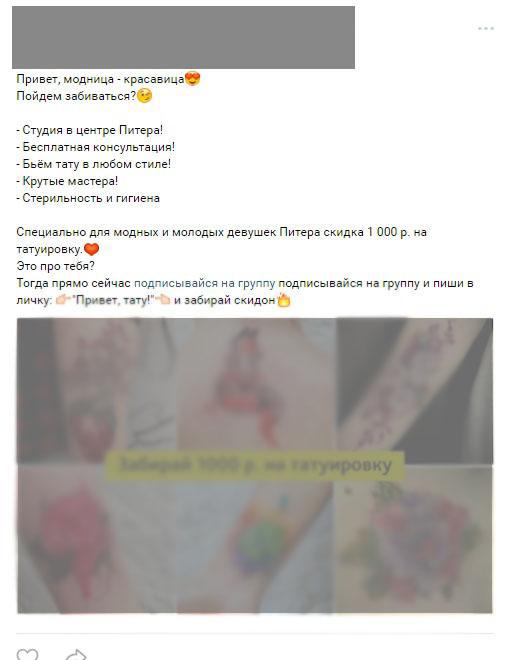 Привет, модница - красавица😍
Пойдем забиваться?😉
- Студия в центре Питера!
- Бесплатная консультация!
- Бьём тату в любом стиле!
- Крутые мастера!
- Стерильность и гигиена
Специально для модных и молодых девушек Питера скидка 1 000 р. на
татуировку.❤️
Это про тебя?
Тогда прямо сейчас подписывайся на группу подписывайся на группу и пиши в
личку: 👉"Привет, тату!"👈 и забирай скидон🔥
Забирай 1000 р. на татуировку